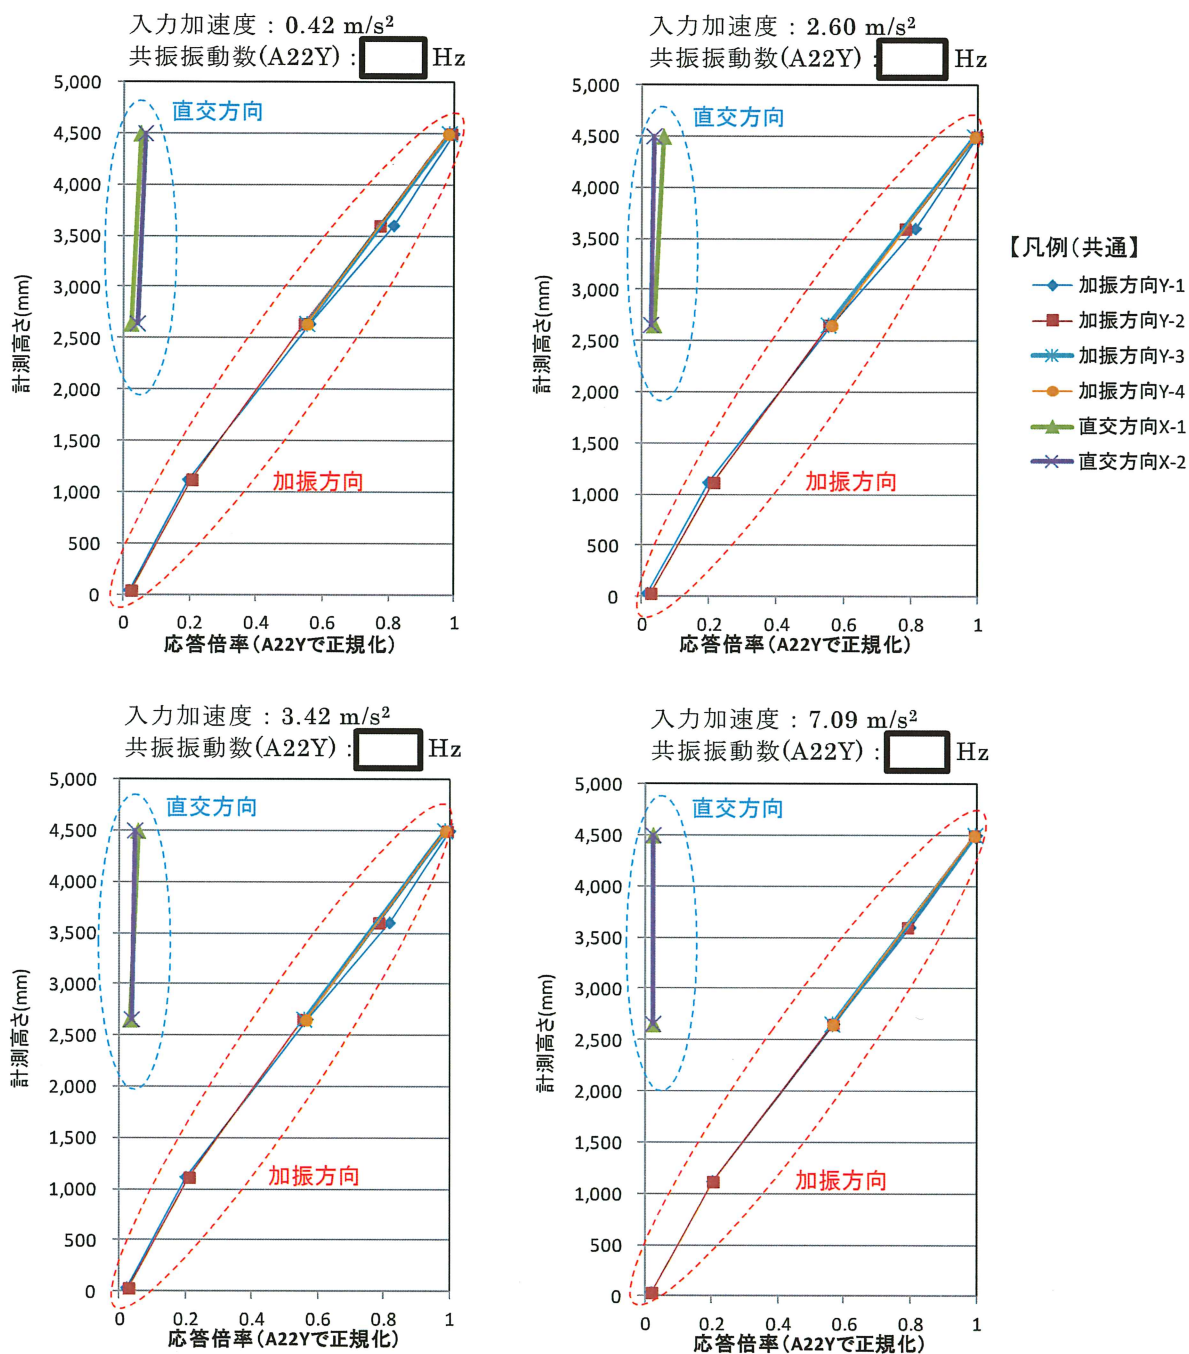 入力加速度：0.42 m/s²
共振振動数(A22Y)：
Hz
5,000
4,500
4,000
3,500
3,000
2,500
2,000
1,500
1,000
500
0
計測高さ(mm)
直交方向
加振方向
0 0.2 0.4 0.6 0.8 1
応答倍率(A22Yで正規化)
入力加速度：2.60 m/s²
共振振動数(A22Y)：
Hz
5,000
4,500
4,000
3,500
3,000
2,500
2,000
1,500
1,000
500
0
計測高さ(mm)
直交方向
加振方向
0 0.2 0.4 0.6 0.8 1
応答倍率(A22Yで正規化)
【凡例(共通】
加振方向Y-1
加振方向Y-2
加振方向Y-3
加振方向Y-4
直交方向X-1
直交方向X-2
入力加速度：3.42 m/s²
共振振動数(A22Y)：
Hz
5,000
4,500
4,000
3,500
3,000
2,500
2,000
1,500
1,000
500
0
計測高さ(mm)
直交方向
加振方向
0 0.2 0.4 0.6 0.8 1
応答倍率(A22Yで正規化)
入力加速度：7.09 m/s²
共振振動数(A22Y)：
Hz
5,000
4,500
4,000
3,500
3,000
2,500
2,000
1,500
1,000
500
0
計測高さ(mm)
直交方向
加振方向
0 0.2 0.4 0.6 0.8 1
応答倍率(A22Yで正規化)